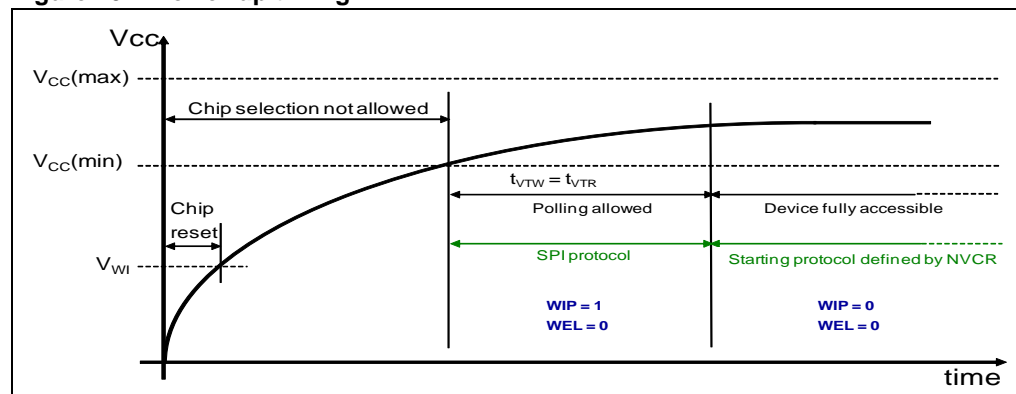 Vcc
VCC(max)
Chip selection not allowed
VCC(min)
tVTW = tVTR
Chip
reset
Polling allowed
Device fully accessible
SPI protocol
Starting protocol defined by NVCR
VWI
WIP = 1
WEL = 0
WIP = 0
WEL = 0
time